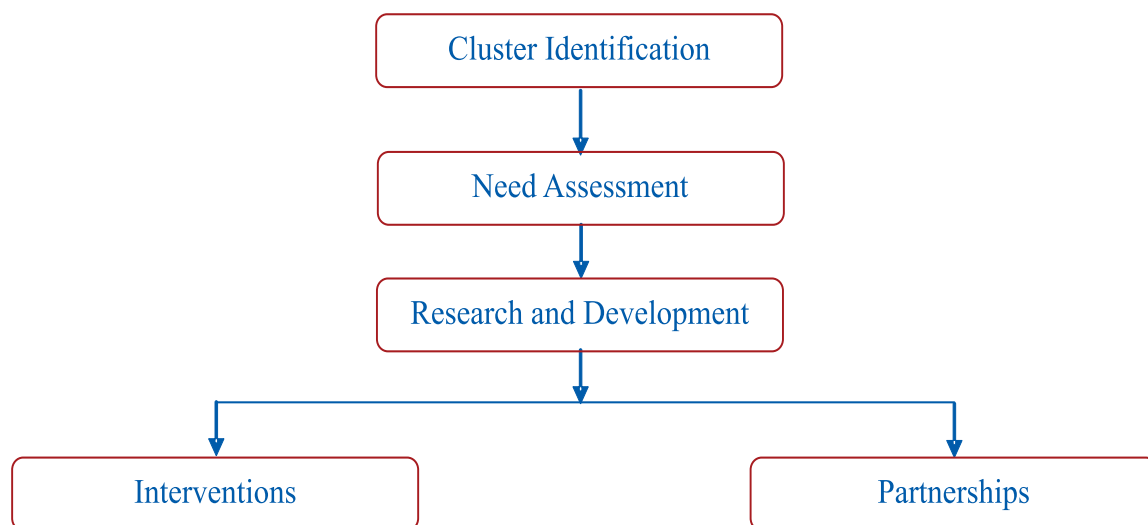 Cluster Identification
Need Assessment
Research and Development
Interventions
Partnerships